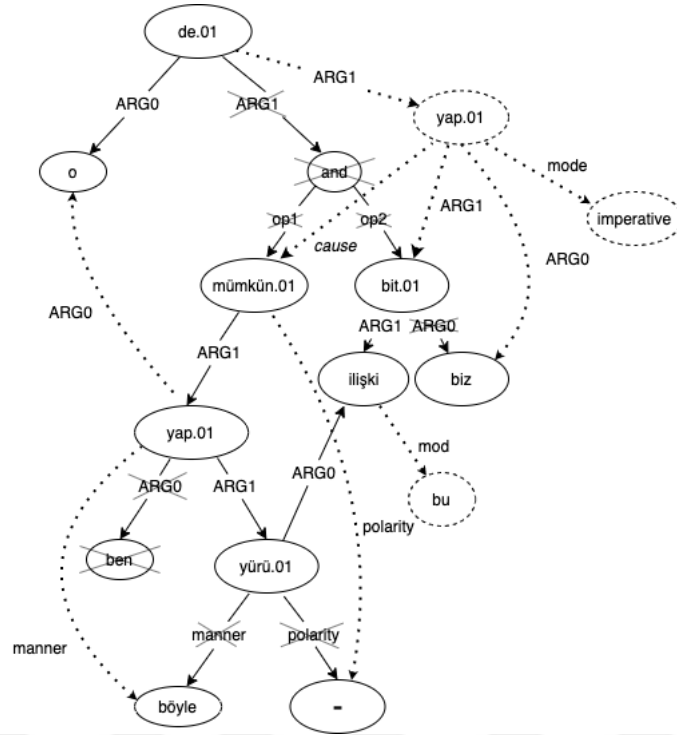 de.01
ARG0
ARG1
ARG1
yap.01
o
and
mode
imperative
op1
op2
ARG1
cause
ARG0
mümkün.01
bit.01
ARG0
ARG1
ARG1
ARG0
ilişki
biz
yap.01
mod
ARG0
ARG1
ARG0
bu
polarity
ben
yürü.01
manner
manner
polarity
böyle
-